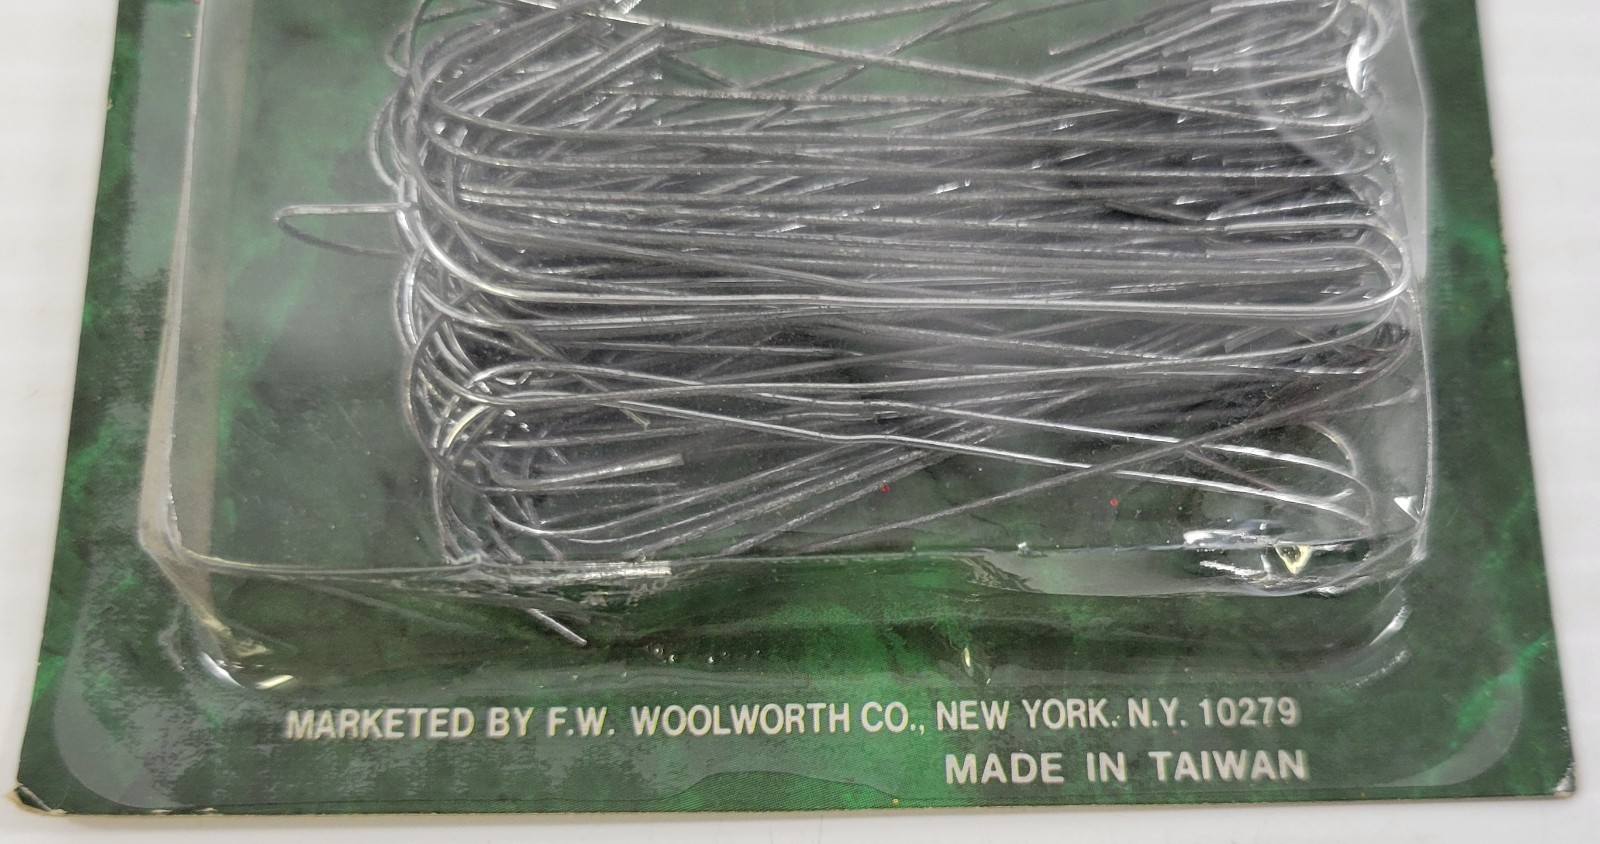 MARKETED BY F.W. WOOLWORTH CO., NEW YORK. N.Y. 10279
MADE IN TAIWAN